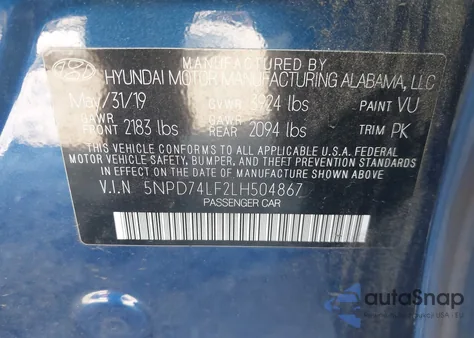 MANUFACTURED BY
HYUNDAI MOTOR MANUFACTURING ALABAMA, LLC
May/31/19 GVWR 3924 lbs PAINT VU
GAWR FRONT 2183 lbs GAWR REAR 2094 lbs TRIM PK
THIS VEHICLE CONFORMS TO ALL APPLICABLE U.S.A. FEDERAL
MOTOR VEHICLE SAFETY, BUMPER, AND THEFT PREVENTION STANDARDS
IN EFFECT ON THE DATE OF MANUFACTURE SHOWN ABOVE.
V.I.N 5NPD74LF2LH504867
PASSENGER CAR
autoSnap